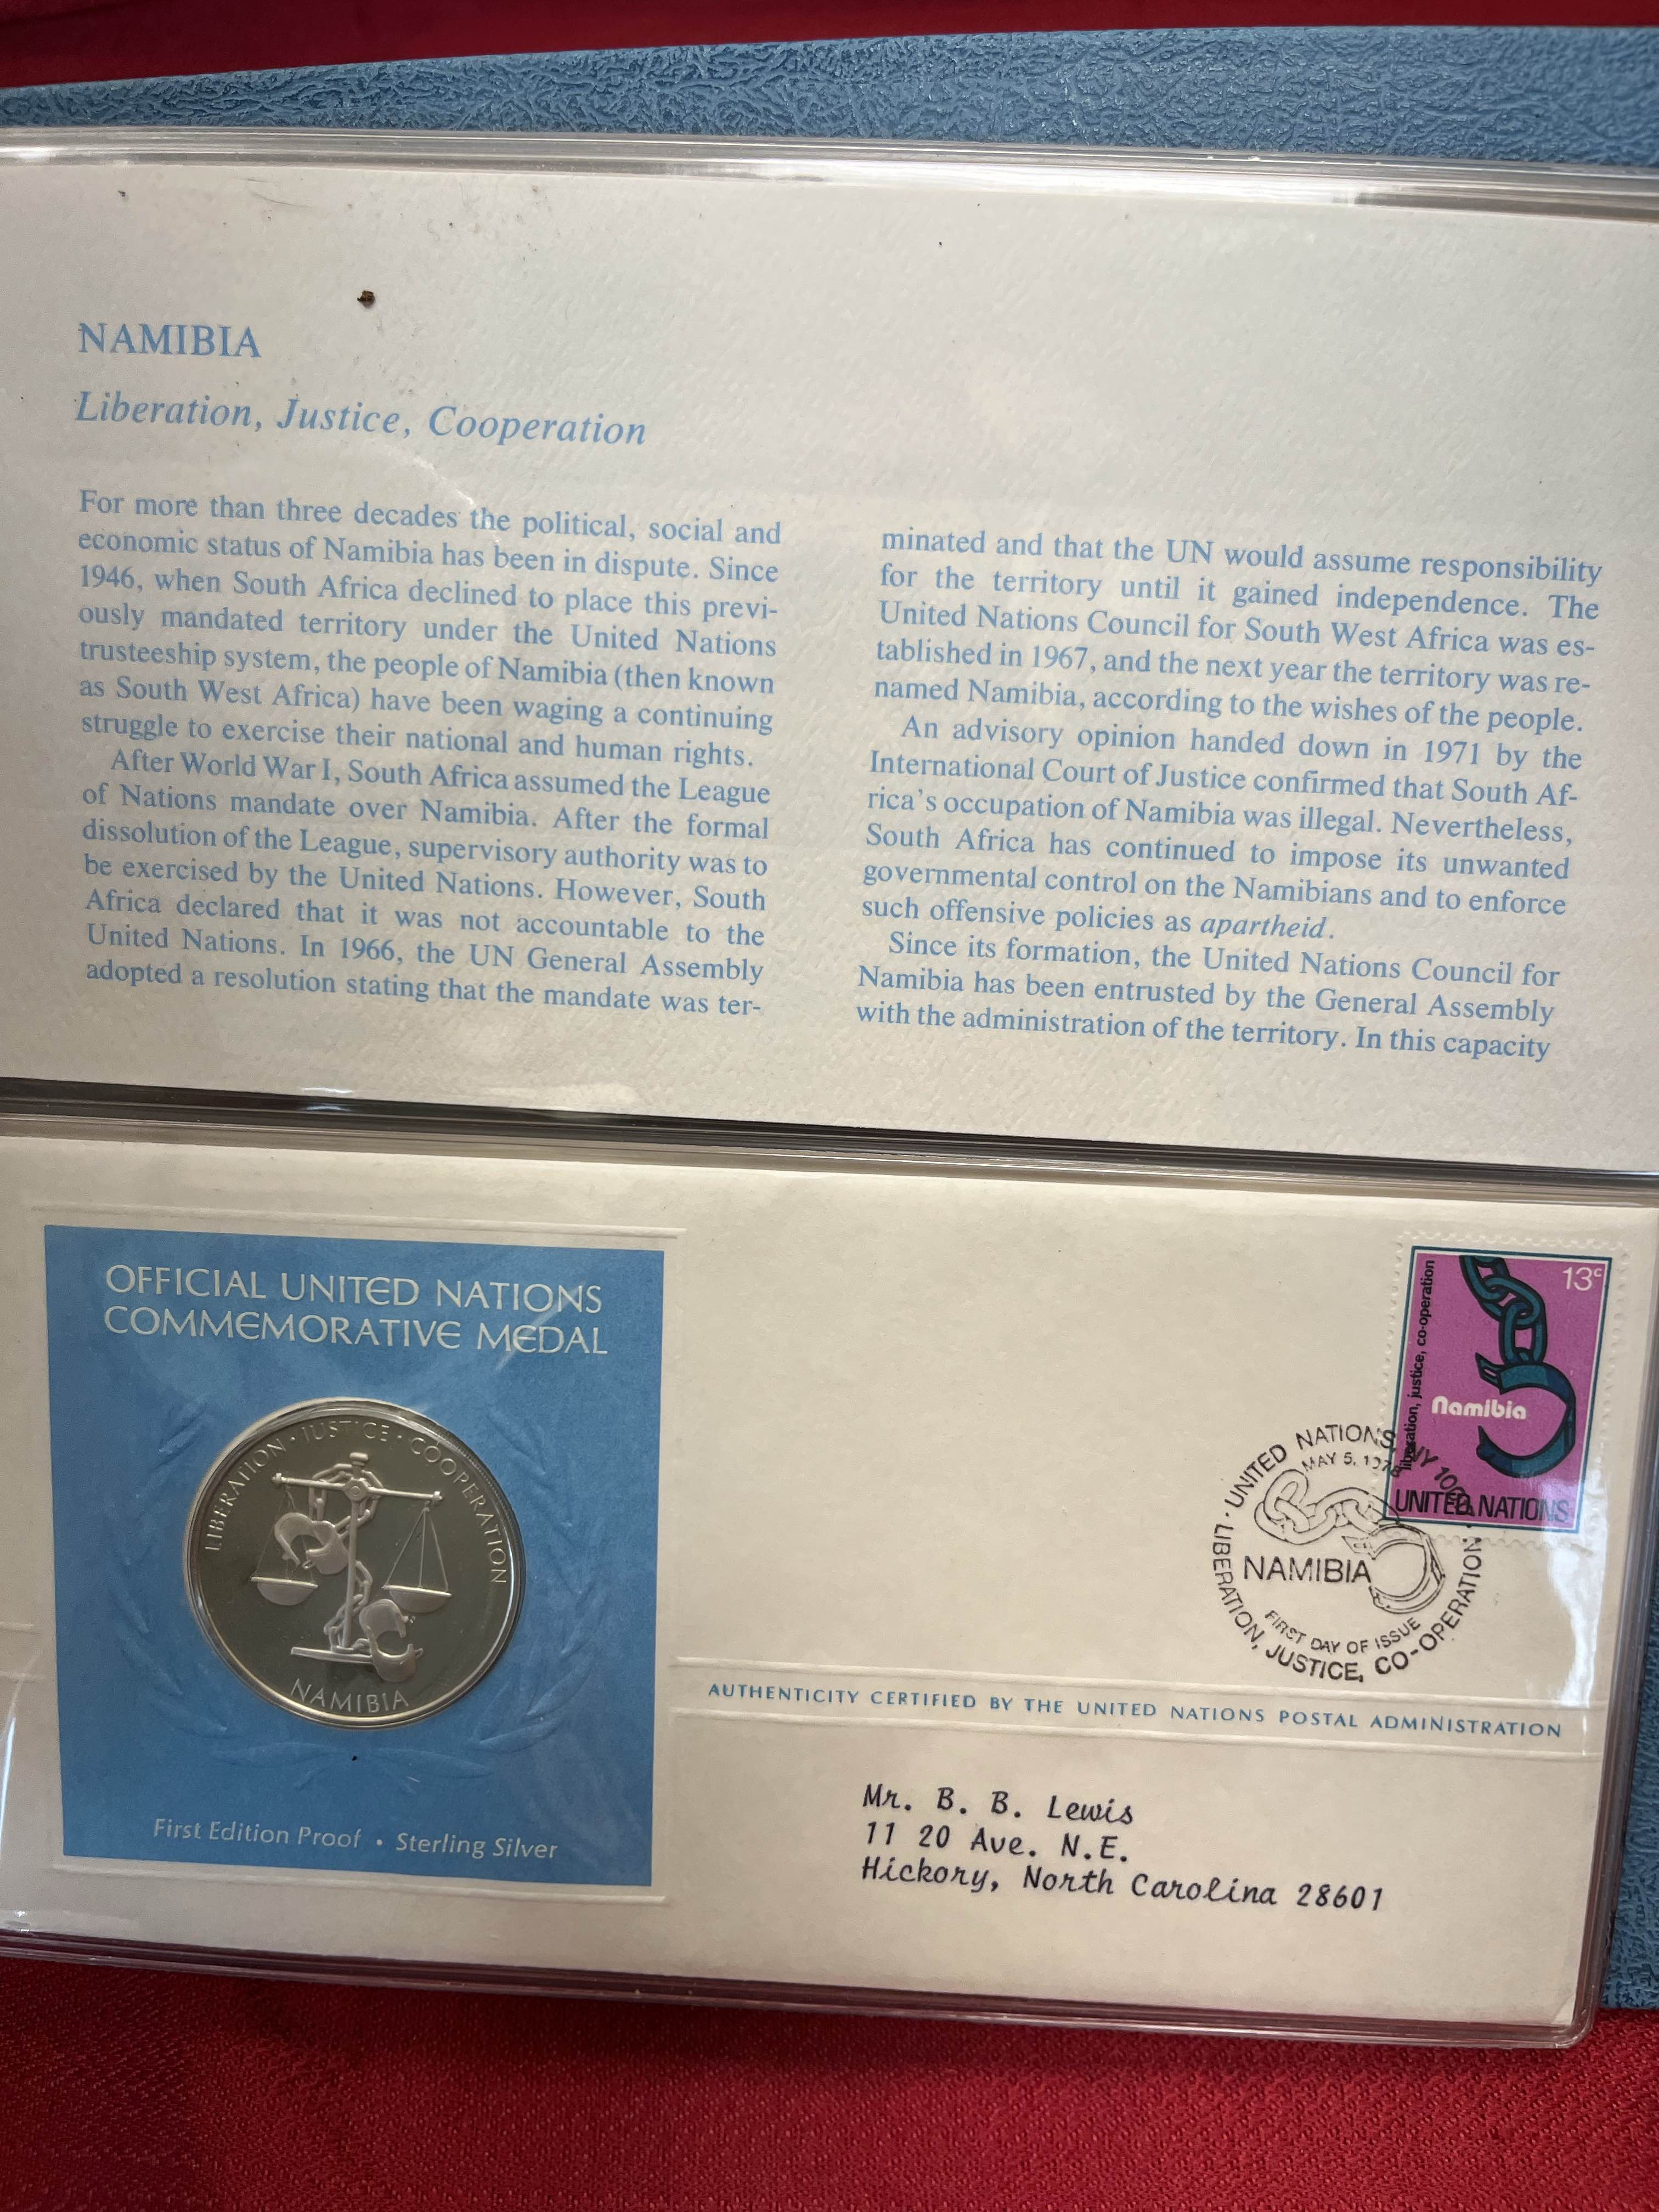 NAMIBIA
Liberation, Justice, Cooperation
For more than three decades the political, social and
economic status of Namibia has been in dispute. Since
1946, when South Africa declined to place this previ-
ously mandated territory under the United Nations
trusteeship system, the people of Namibia (then known
as South West Africa) have been waging a continuing
struggle to exercise their national and human rights.
After World War I, South Africa assumed the League
of Nations mandate over Namibia. After the formal
dissolution of the League, supervisory authority was to
be exercised by the United Nations. However, South
Africa declared that it was not accountable to the
United Nations. In 1966, the UN General Assembly
adopted a resolution stating that the mandate was ter-
minated and that the UN would assume responsibility
for the territory until it gained independence. The
United Nations Council for South West Africa was es-
tablished in 1967, and the next year the territory was re-
named Namibia, according to the wishes of the people.
An advisory opinion handed down in 1971 by the
International Court of Justice confirmed that South Af-
rica's occupation of Namibia was illegal. Nevertheless,
South Africa has continued to impose its unwanted
governmental control on the Namibians and to enforce
such offensive policies as apartheid.
Since its formation, the United Nations Council for
Namibia has been entrusted by the General Assembly
with the administration of the territory. In this capacity
OFFICIAL UNITED NATIONS
COMMEMORATIVE MEDAL
LIBERATION · JUSTICE · COOPERATION
NAMIBIA
First Edition Proof • Sterling Silver
13c
liberation, justice, co-operation
Namibia
UNITED NATIONS
· UNITED NATIONS, NY
MAY 5,
NAMIBIA
FIRST DAY OF ISSUE
LIBERATION, JUSTICE, CO-OPERATION ·
AUTHENTICITY CERTIFIED BY THE UNITED NATIONS POSTAL ADMINISTRATION
Mr. B. B. Lewis
11 20 Ave. N.E.
Hickory, North Carolina 28601